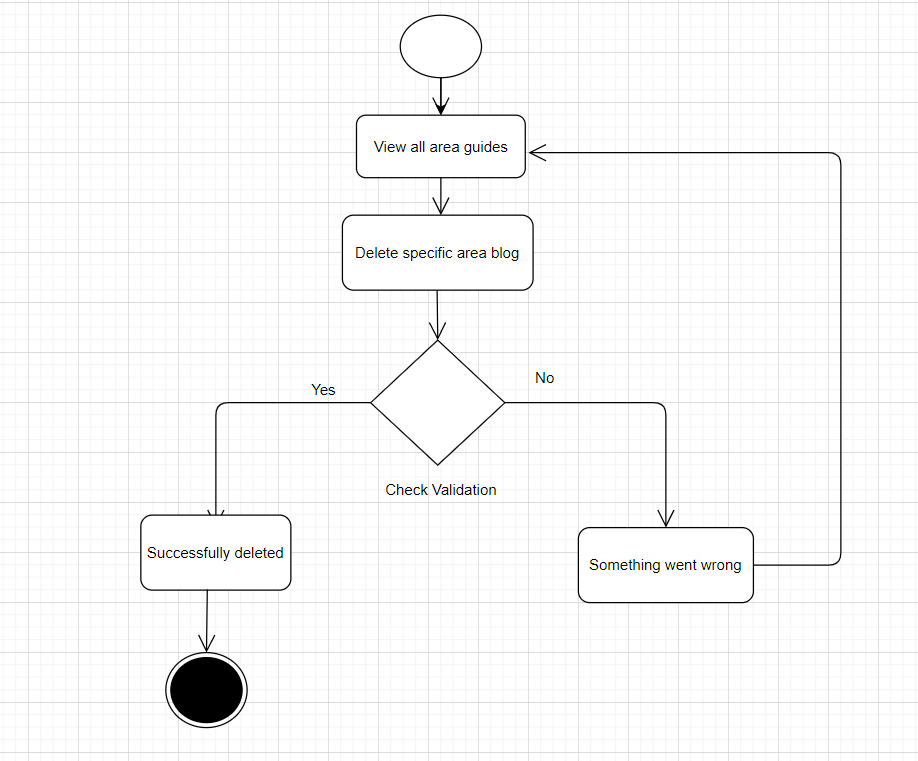 View all area guides
Delete specific area blog
Yes
No
Check Validation
Successfully deleted
Something went wrong